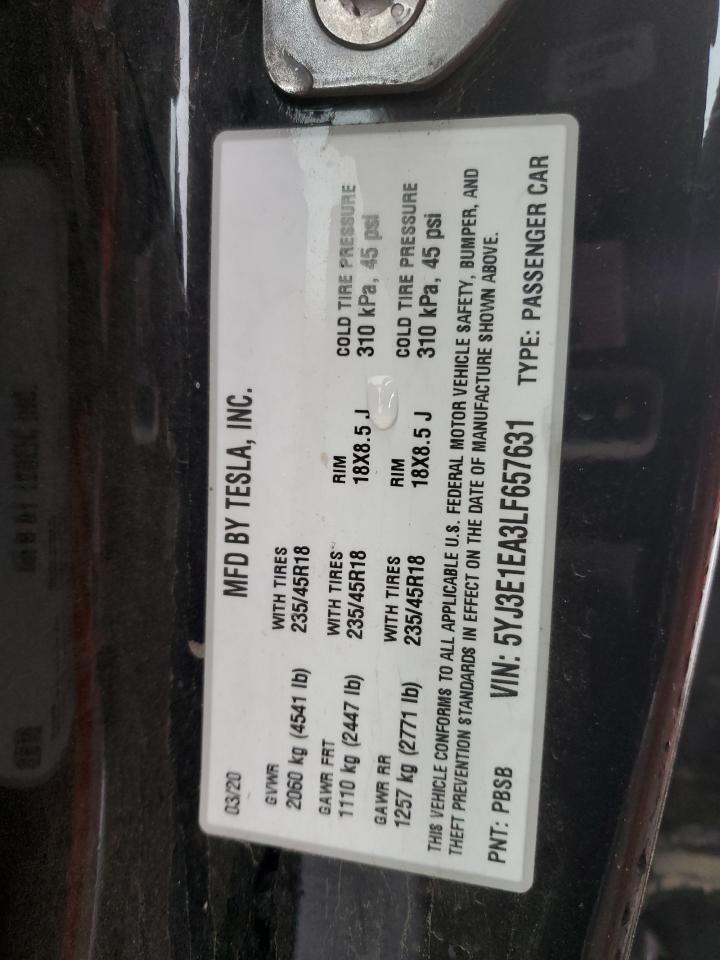 MFD BY TESLA, INC.
03/20
GVWR
2060 kg (4541 lb)
WITH TIRES
235/45R18
GAWR FRT
1110 kg (2447 lb)
WITH TIRES
235/45R18
RIM
18X8.5 J
COLD TIRE PRESSURE
310 kPa, 45 psi
GAWR RR
1257 kg (2771 lb)
WITH TIRES
235/45R18
RIM
18X8.5 J
COLD TIRE PRESSURE
310 kPa, 45 psi
THIS VEHICLE CONFORMS TO ALL APPLICABLE U.S. FEDERAL MOTOR VEHICLE SAFETY, BUMPER, AND
THEFT PREVENTION STANDARDS IN EFFECT ON THE DATE OF MANUFACTURE SHOWN ABOVE.
PNT: PBSB VIN: 5YJ3E1EA3LF657631 TYPE: PASSENGER CAR